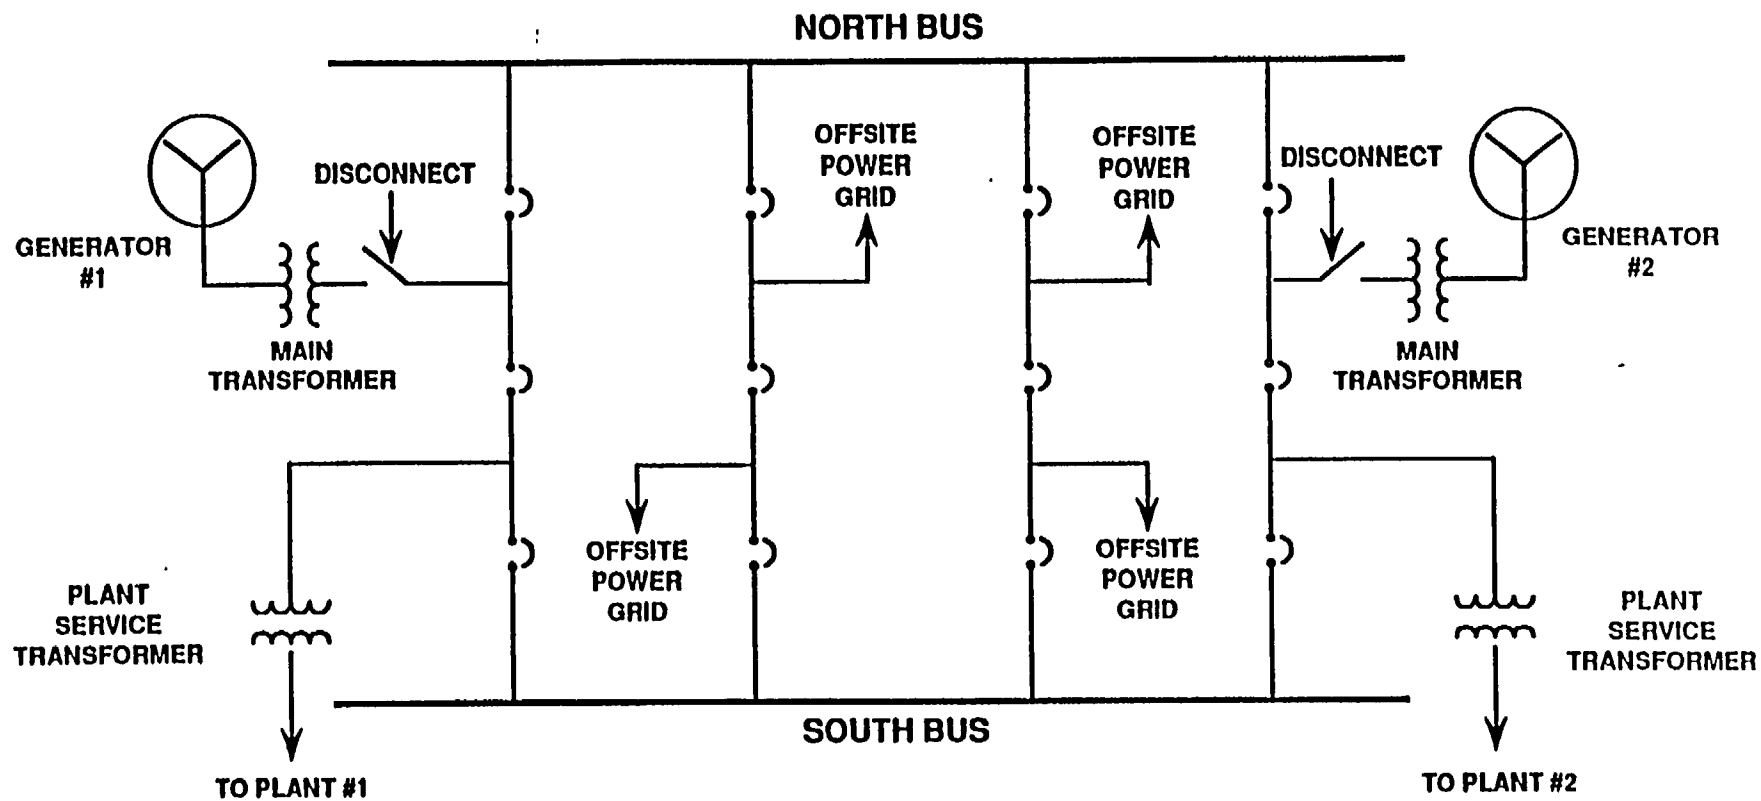 NORTH BUS
OFFSITE
POWER
GRID
OFFSITE
POWER
GRID
DISCONNECT
DISCONNECT
GENERATOR
#1
GENERATOR
#2
MAIN
TRANSFORMER
MAIN
TRANSFORMER
OFFSITE
POWER
GRID
OFFSITE
POWER
GRID
PLANT
SERVICE
TRANSFORMER
PLANT
SERVICE
TRANSFORMER
SOUTH BUS
TO PLANT #1
TO PLANT #2